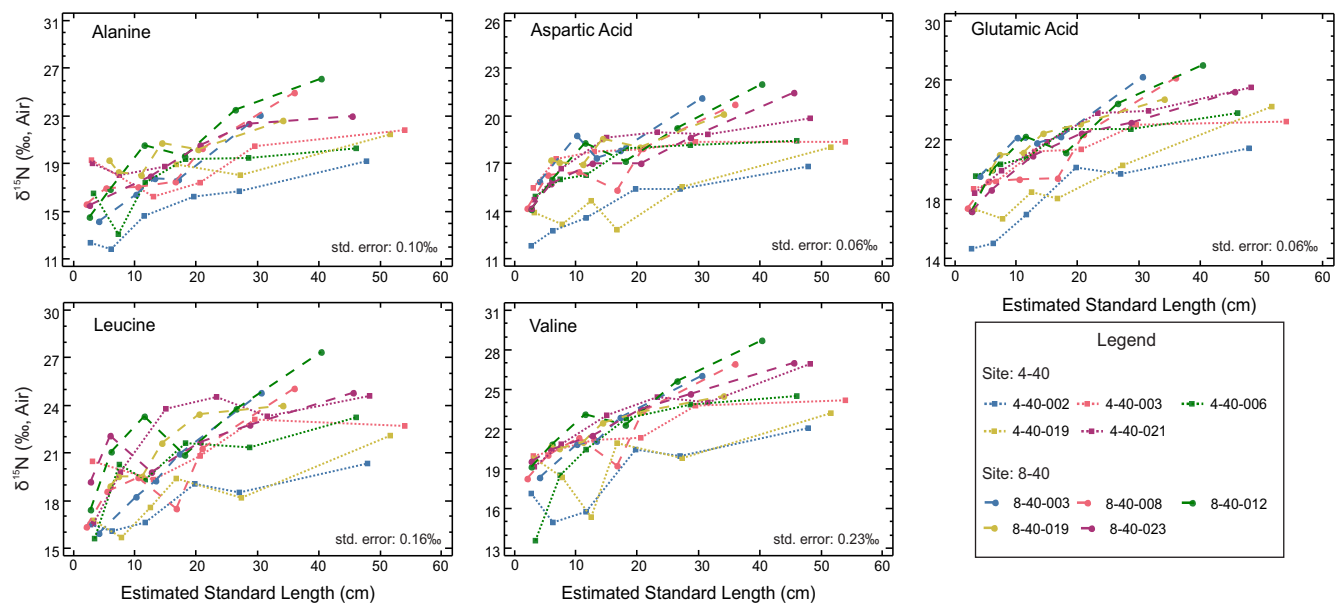 Alanine
δ¹⁵N (‰, Air)
31
27
23
19
15
11
0 10 20 30 40 50 60
std. error: 0.10‰
Aspartic Acid
26
23
20
17
14
11
0 10 20 30 40 50 60
std. error: 0.06‰
Glutamic Acid
30
26
22
18
14
0 10 20 30 40 50 60
std. error: 0.06‰
Estimated Standard Length (cm)
Leucine
δ¹⁵N (‰, Air)
30
27
24
21
18
15
0 10 20 30 40 50 60
std. error: 0.16‰
Estimated Standard Length (cm)
Valine
31
28
25
22
19
16
13
0 10 20 30 40 50 60
std. error: 0.23‰
Estimated Standard Length (cm)
Legend
Site: 4-40
4-40-002 4-40-003 4-40-006
4-40-019 4-40-021
Site: 8-40
8-40-003 8-40-008 8-40-012
8-40-019 8-40-023